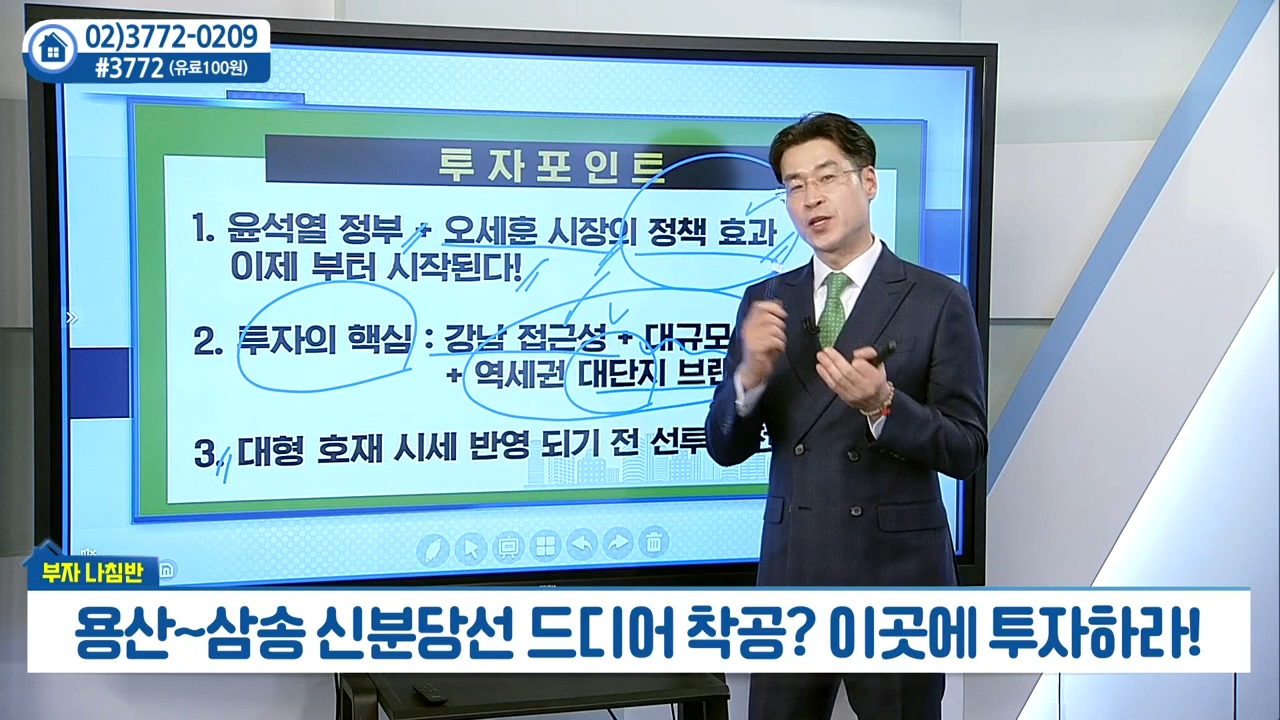 02)3772-0209
#3772 (유료100원)
투자포인트
1. 윤석열 정부 + 오세훈 시장의 정책 효과
이제 부터 시작된다!
2. 투자의 핵심 : 강남 접근성 + 대규모
+ 역세권 대단지
3. 대형 호재 시세 반영 되기 전
부자 나침반
용산~삼송 신분당선 드디어 착공? 이곳에 투자하라!